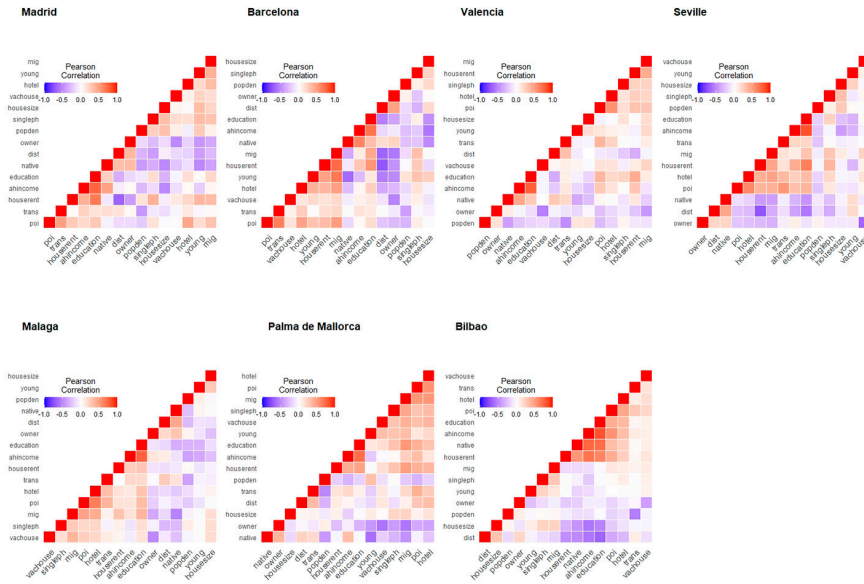 Madrid
mig
young
hotel
vachouse
housesize
singleph
popden
owner
dist
native
education
ahincome
houserent
trans
poi
Pearson
Correlation
-1.0 -0.5 0.0 0.5 1.0
poi
trans
houserent
ahincome
education
native
dist
owner
popden
singleph
housesize
vachouse
hotel
young
mig
Barcelona
housesize
singleph
popden
owner
dist
education
ahincome
native
mig
houserent
young
hotel
vachouse
trans
poi
Pearson
Correlation
-1.0 -0.5 0.0 0.5 1.0
poi
trans
vachouse
hotel
young
houserent
mig
native
ahincome
education
dist
owner
popden
singleph
housesize
Valencia
mig
houserent
singleph
hotel
poi
housesize
young
trans
dist
vachouse
education
ahincome
native
owner
popden
Pearson
Correlation
-1.0 -0.5 0.0 0.5 1.0
popden
owner
native
ahincome
education
vachouse
dist
trans
young
housesize
poi
hotel
singleph
houserent
mig
Seville
vachouse
young
housesize
singleph
popden
education
ahincome
trans
mig
houserent
hotel
poi
native
dist
owner
Pearson
Correlation
-1.0 -0.5 0.0 0.5 1.0
owner
dist
native
poi
hotel
houserent
mig
trans
ahincome
education
popden
singleph
housesize
young
vachous
Malaga
housesize
young
popden
native
dist
owner
education
ahincome
houserent
trans
hotel
poi
mig
singleph
vachouse
Pearson
Correlation
-1.0 -0.5 0.0 0.5 1.0
vachouse
singleph
mig
poi
hotel
trans
houserent
ahincome
education
owner
dist
native
popden
young
housesize
Palma de Mallorca
hotel
poi
mig
singleph
vachouse
young
education
ahincome
houserent
popden
trans
dist
housesize
owner
native
Pearson
Correlation
-1.0 -0.5 0.0 0.5 1.0
native
owner
housesize
dist
trans
popden
houserent
ahincome
education
young
vachouse
singleph
mig
poi
hotel
Bilbao
vachouse
trans
hotel
poi
education
ahincome
native
houserent
mig
singleph
young
owner
popden
housesize
dist
Pearson
Correlation
-1.0 -0.5 0.0 0.5 1.0
dist
housesize
popden
owner
young
singleph
mig
houserent
native
ahincome
education
poi
hotel
trans
vachouse